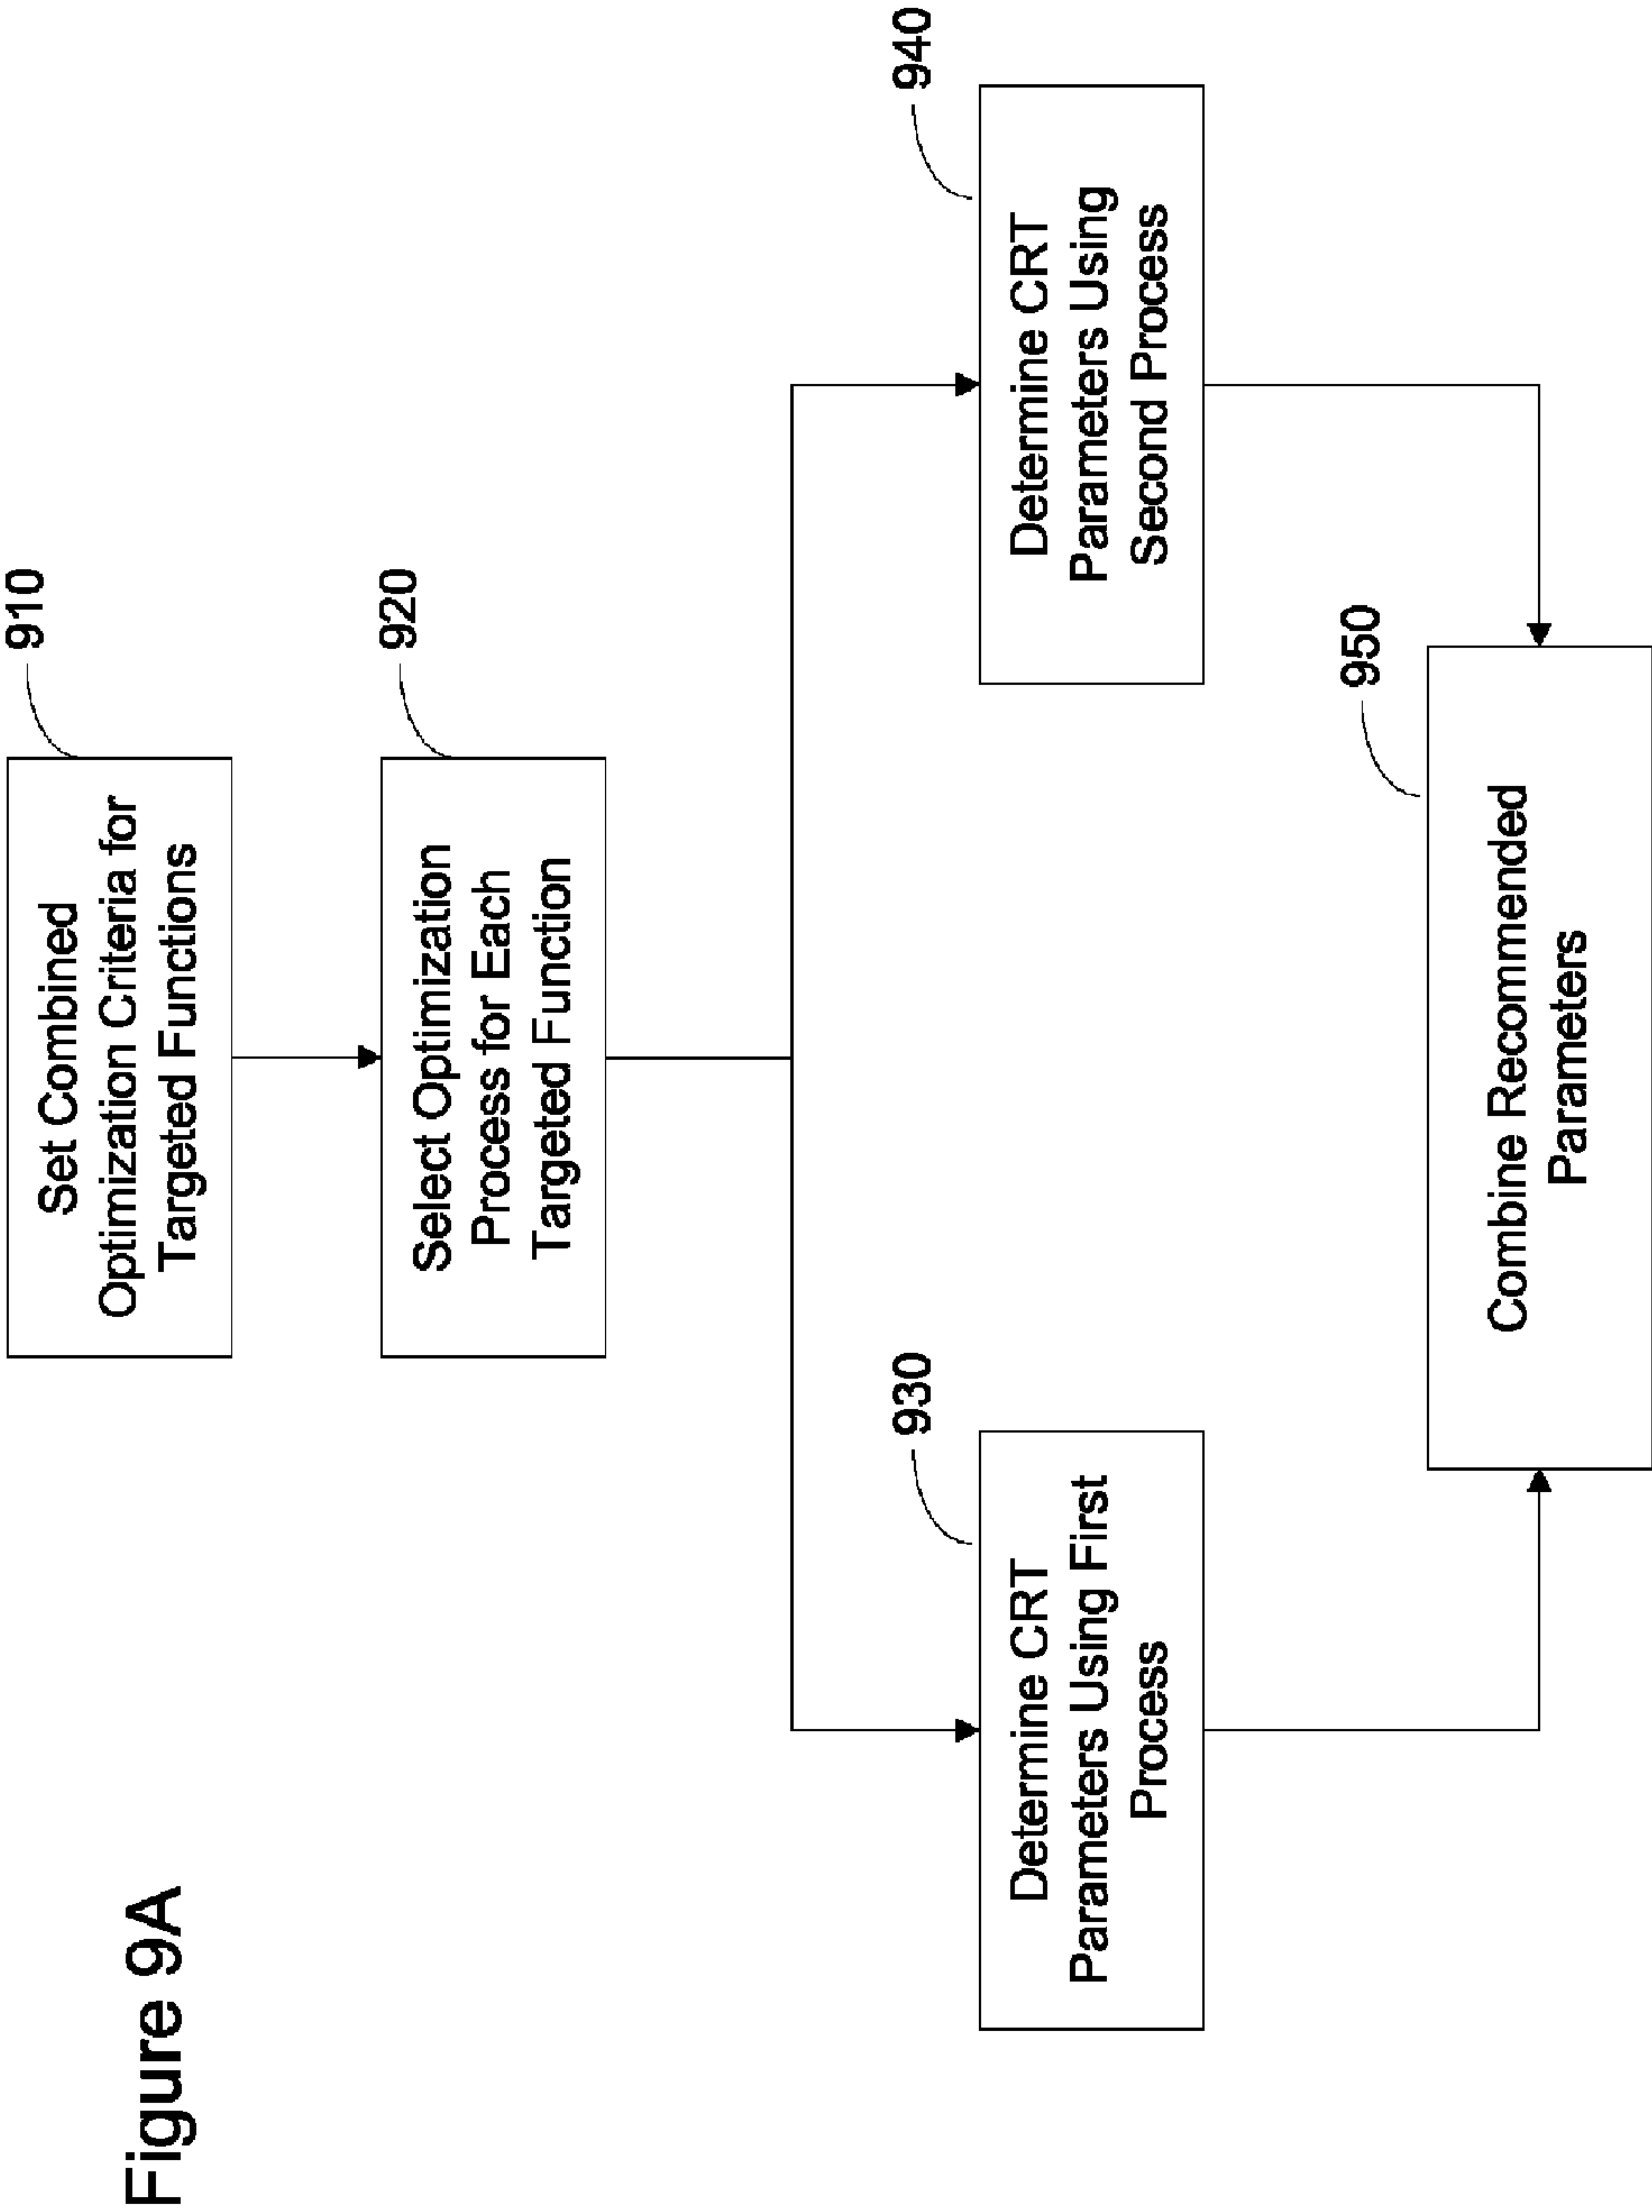 Figure 9A
910
Set Combined
Optimization Criteria for
Targeted Functions
920
Select Optimization
Process for Each
Targeted Function
930
Determine CRT
Parameters Using First
Process
940
Determine CRT
Parameters Using
Second Process
950
Combine Recommended
Parameters